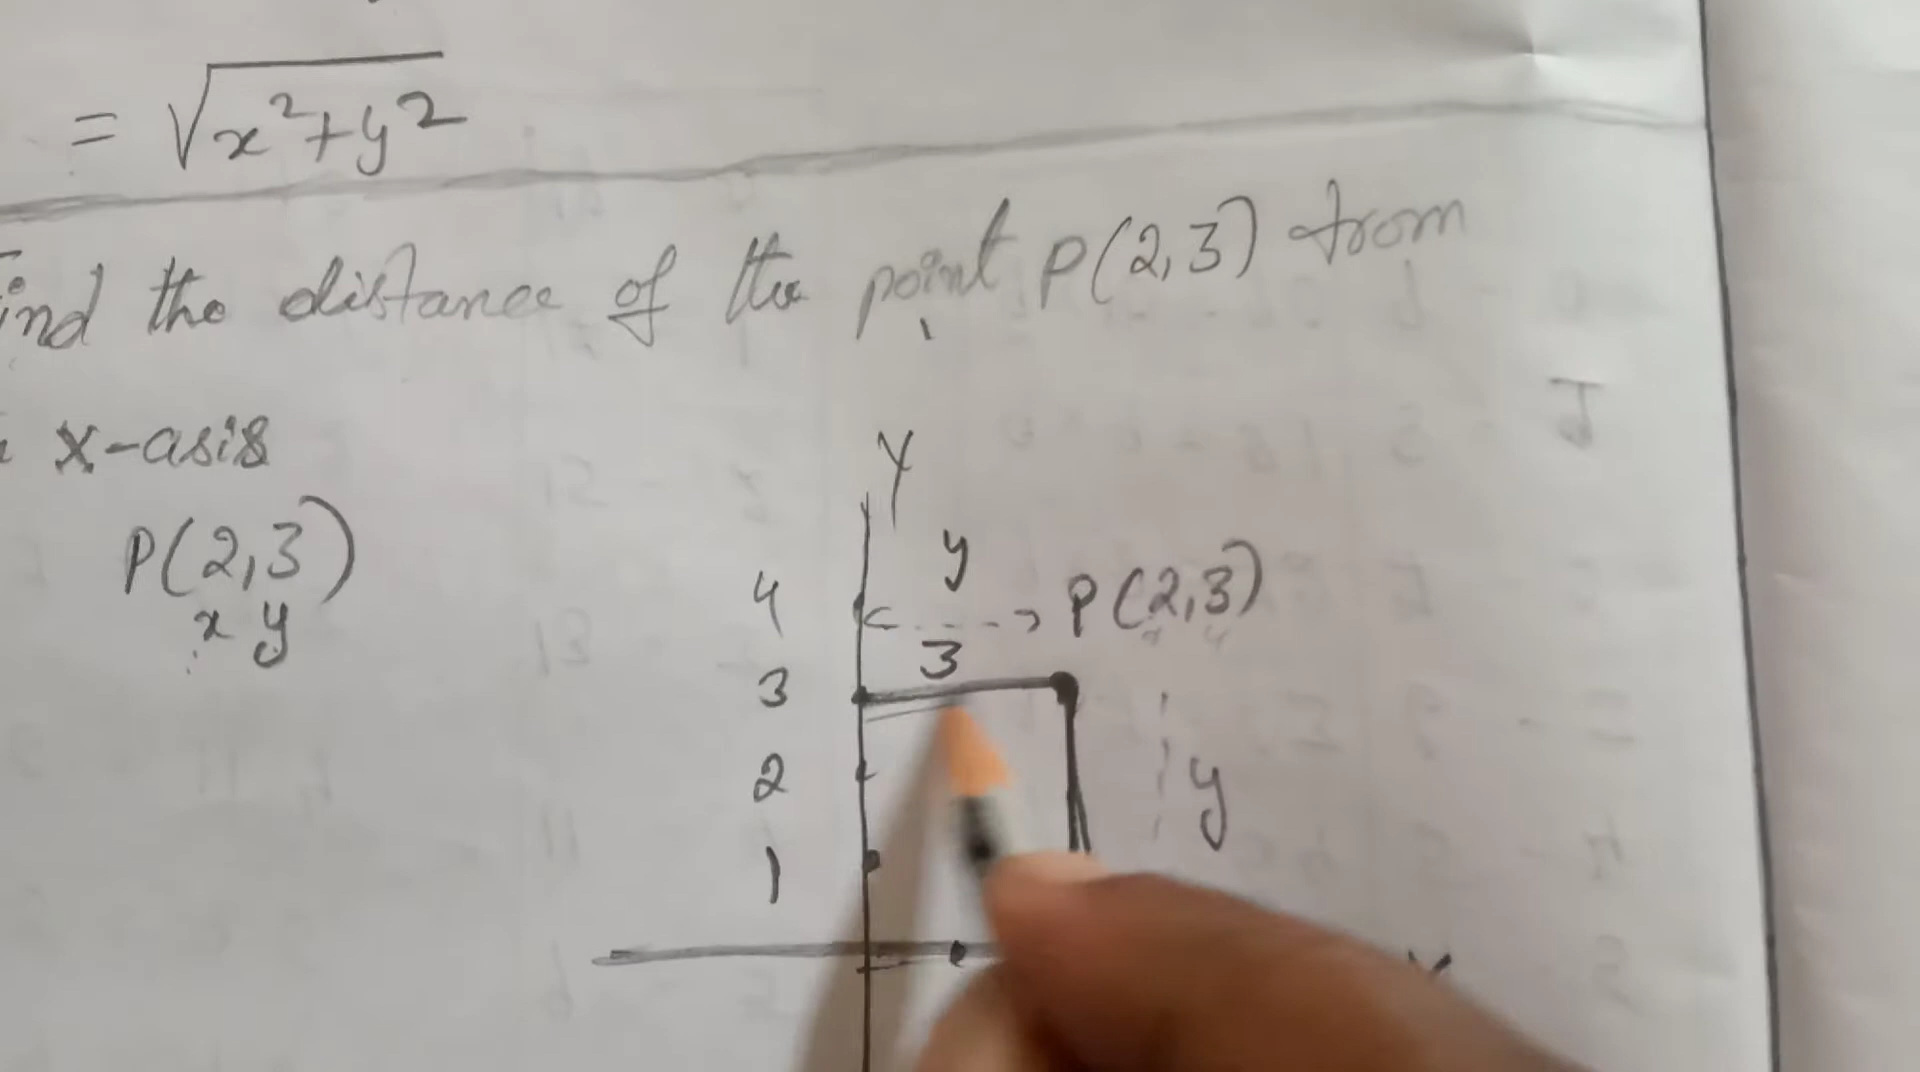 = √x²+y²
ind the distance of the point P(2,3) from
x-asis
P(2,3)
x y
Y
y
4
P(2,3)
3
3
2
y
1